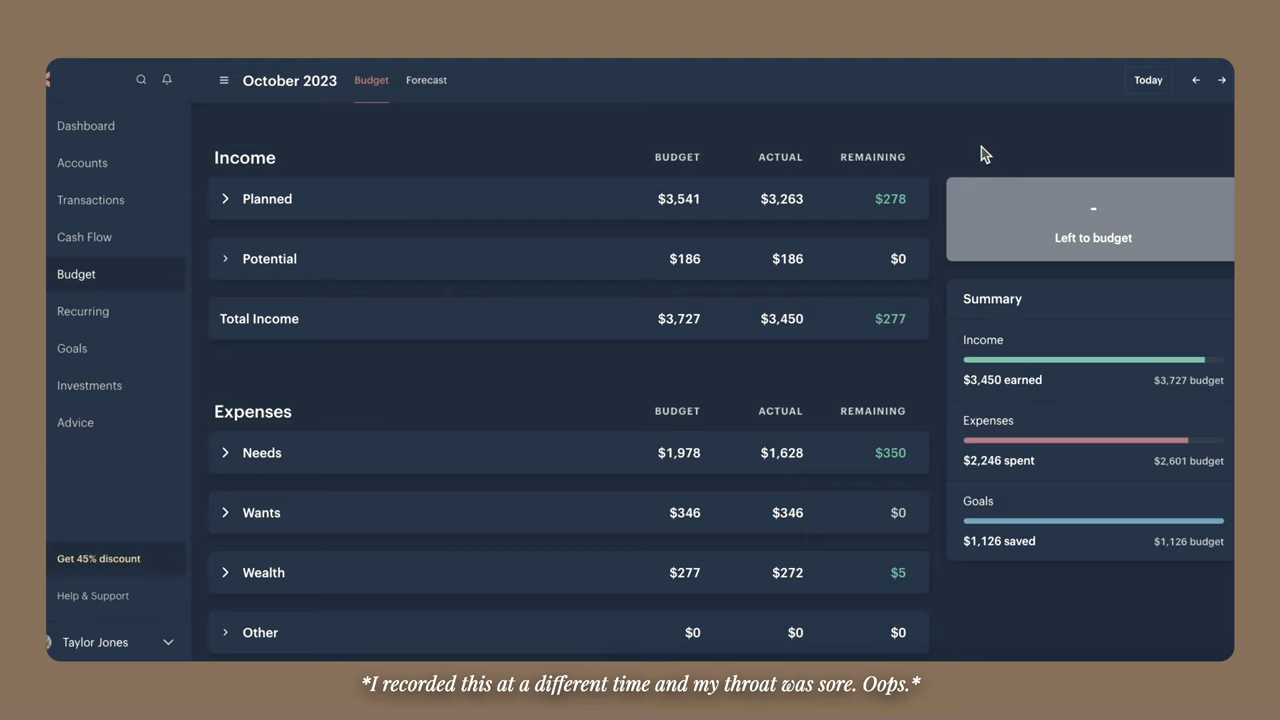 October 2023 Budget Forecast Today
Dashboard
Accounts
Transactions
Cash Flow
Budget
Recurring
Goals
Investments
Advice
Get 45% discount
Help & Support
Taylor Jones
Income BUDGET ACTUAL REMAINING
Planned $3,541 $3,263 $278
Potential $186 $186 $0
Total Income $3,727 $3,450 $277
Expenses BUDGET ACTUAL REMAINING
Needs $1,978 $1,628 $350
Wants $346 $346 $0
Wealth $277 $272 $5
Other $0 $0 $0
-
Left to budget
Summary
Income
$3,450 earned $3,727 budget
Expenses
$2,246 spent $2,601 budget
Goals
$1,126 saved $1,126 budget
*I recorded this at a different time and my throat was sore. Oops.*